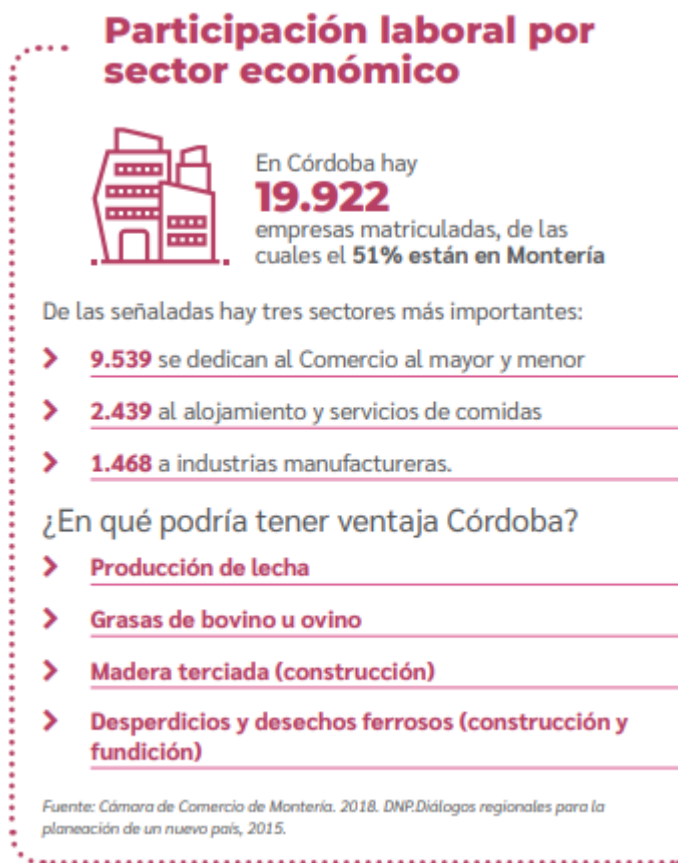 Participación laboral por
sector económico
En Córdoba hay
19.922
empresas matriculadas, de las
cuales el 51% están en Montería
De las señaladas hay tres sectores más importantes:
9.539 se dedican al Comercio al mayor y menor
2.439 al alojamiento y servicios de comidas
1.468 a industrias manufactureras.
¿En qué podría tener ventaja Córdoba?
Producción de lecha
Grasas de bovino u ovino
Madera terciada (construcción)
Desperdicios y desechos ferrosos (construcción y
fundición)
Fuente: Cámara de Comercio de Montería. 2018. DNP.Diálogos regionales para la
planeación de un nuevo país, 2015.